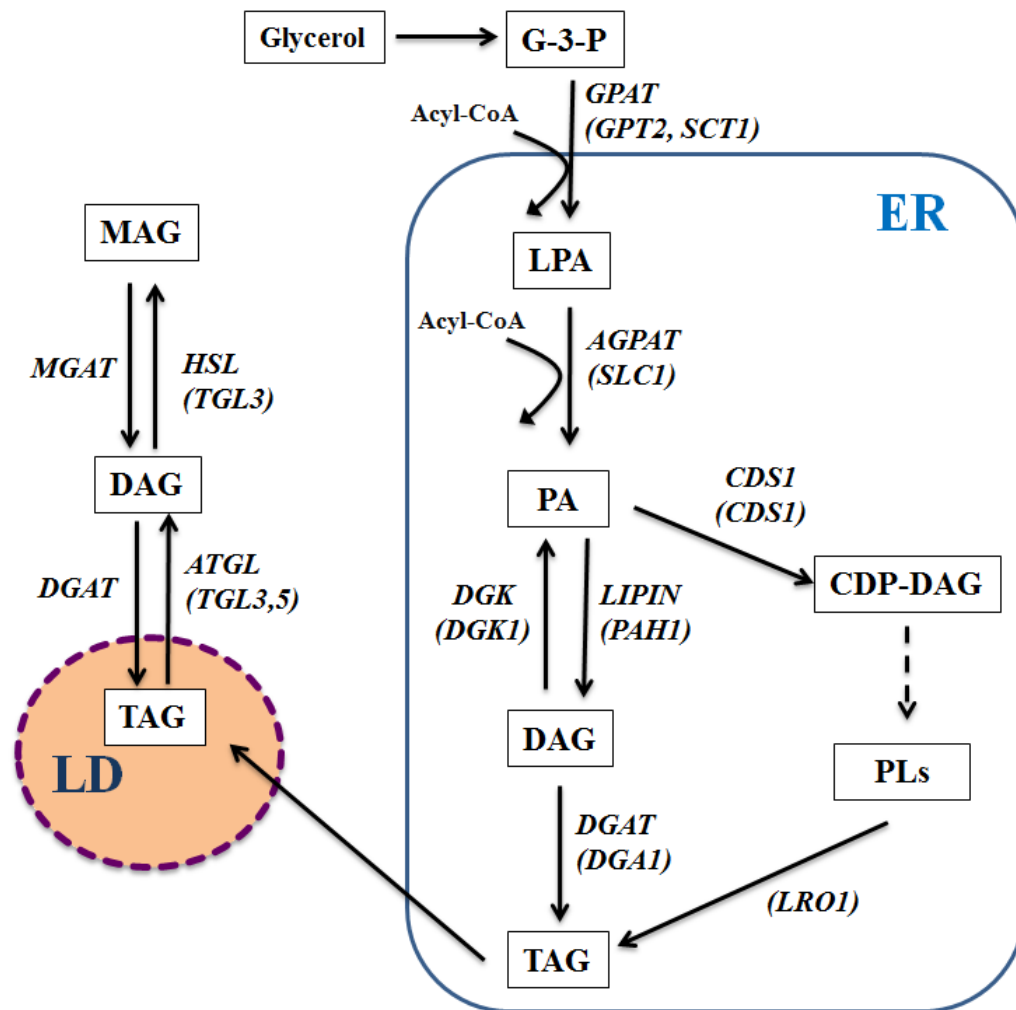 Glycerol
G-3-P
GPAT
(GPT2, SCT1)
Acyl-CoA
ER
MAG
LPA
Acyl-CoA
AGPAT
(SLC1)
MGAT
HSL
(TGL3)
DAG
PA
CDS1
(CDS1)
DGAT
ATGL
(TGL3,5)
DGK
(DGK1)
LIPIN
(PAH1)
CDP-DAG
TAG
LD
DAG
PLs
DGAT
(DGA1)
(LRO1)
TAG